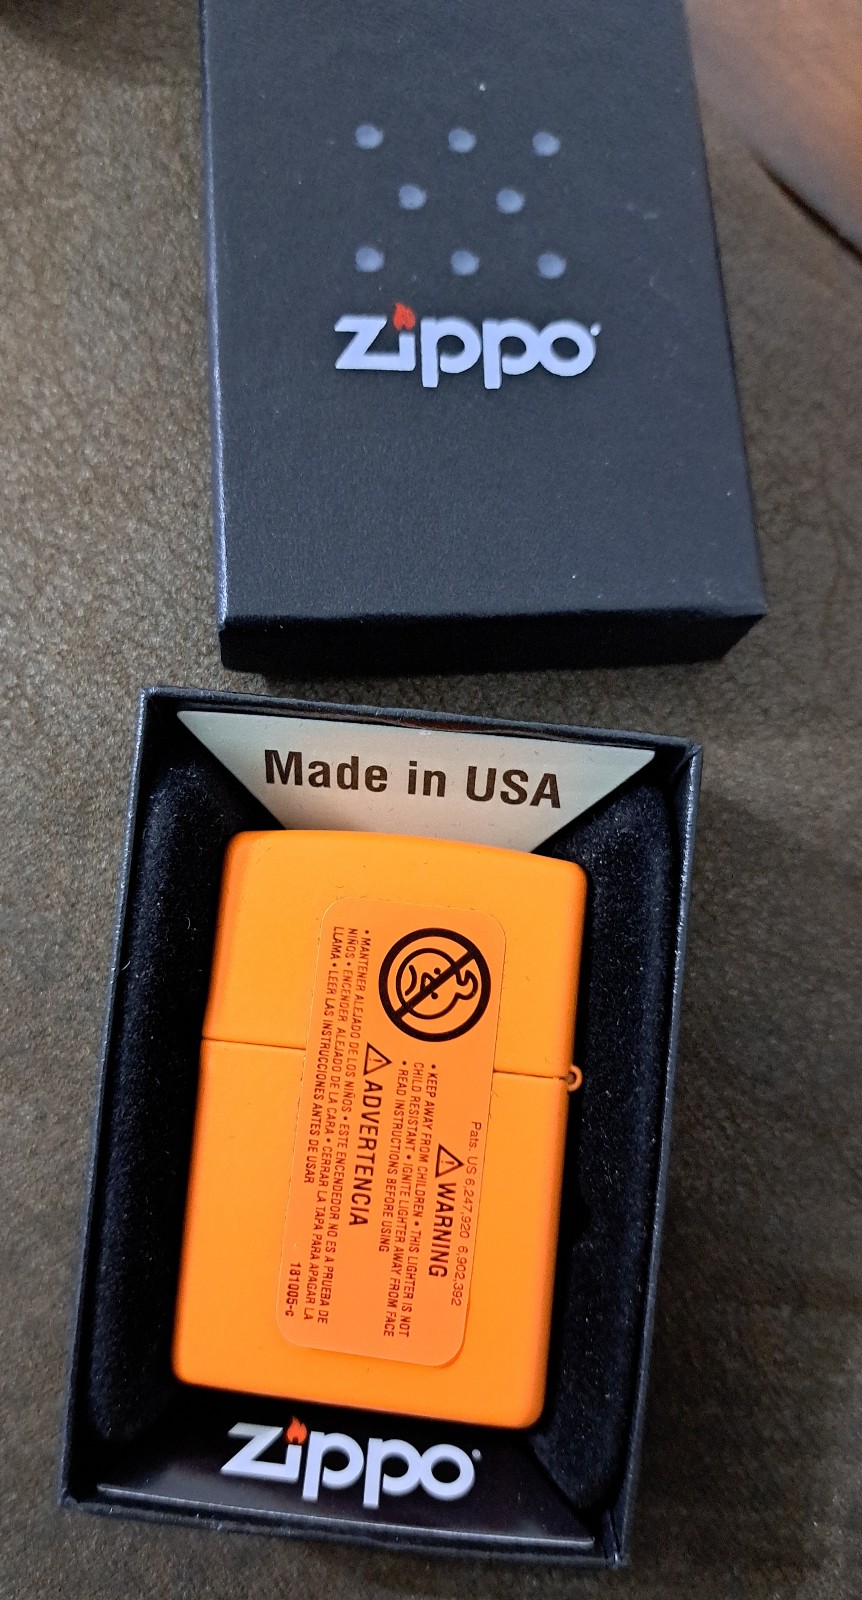 zippo
Made in USA
Pats. US 6,247,920 6,902,392
⚠ WARNING
• KEEP AWAY FROM CHILDREN • THIS LIGHTER IS NOT
CHILD RESISTANT • IGNITE LIGHTER AWAY FROM FACE
• READ INSTRUCTIONS BEFORE USING
⚠ ADVERTENCIA
• MANTENER ALEJADO DE LOS NIÑOS • ESTE ENCENDEDOR NO ES A PRUEBA DE
NIÑOS • ENCENDER ALEJADO DE LA CARA • CERRAR LA TAPA PARA APAGAR LA
LLAMA • LEER LAS INSTRUCCIONES ANTES DE USAR
181005-c
zippo